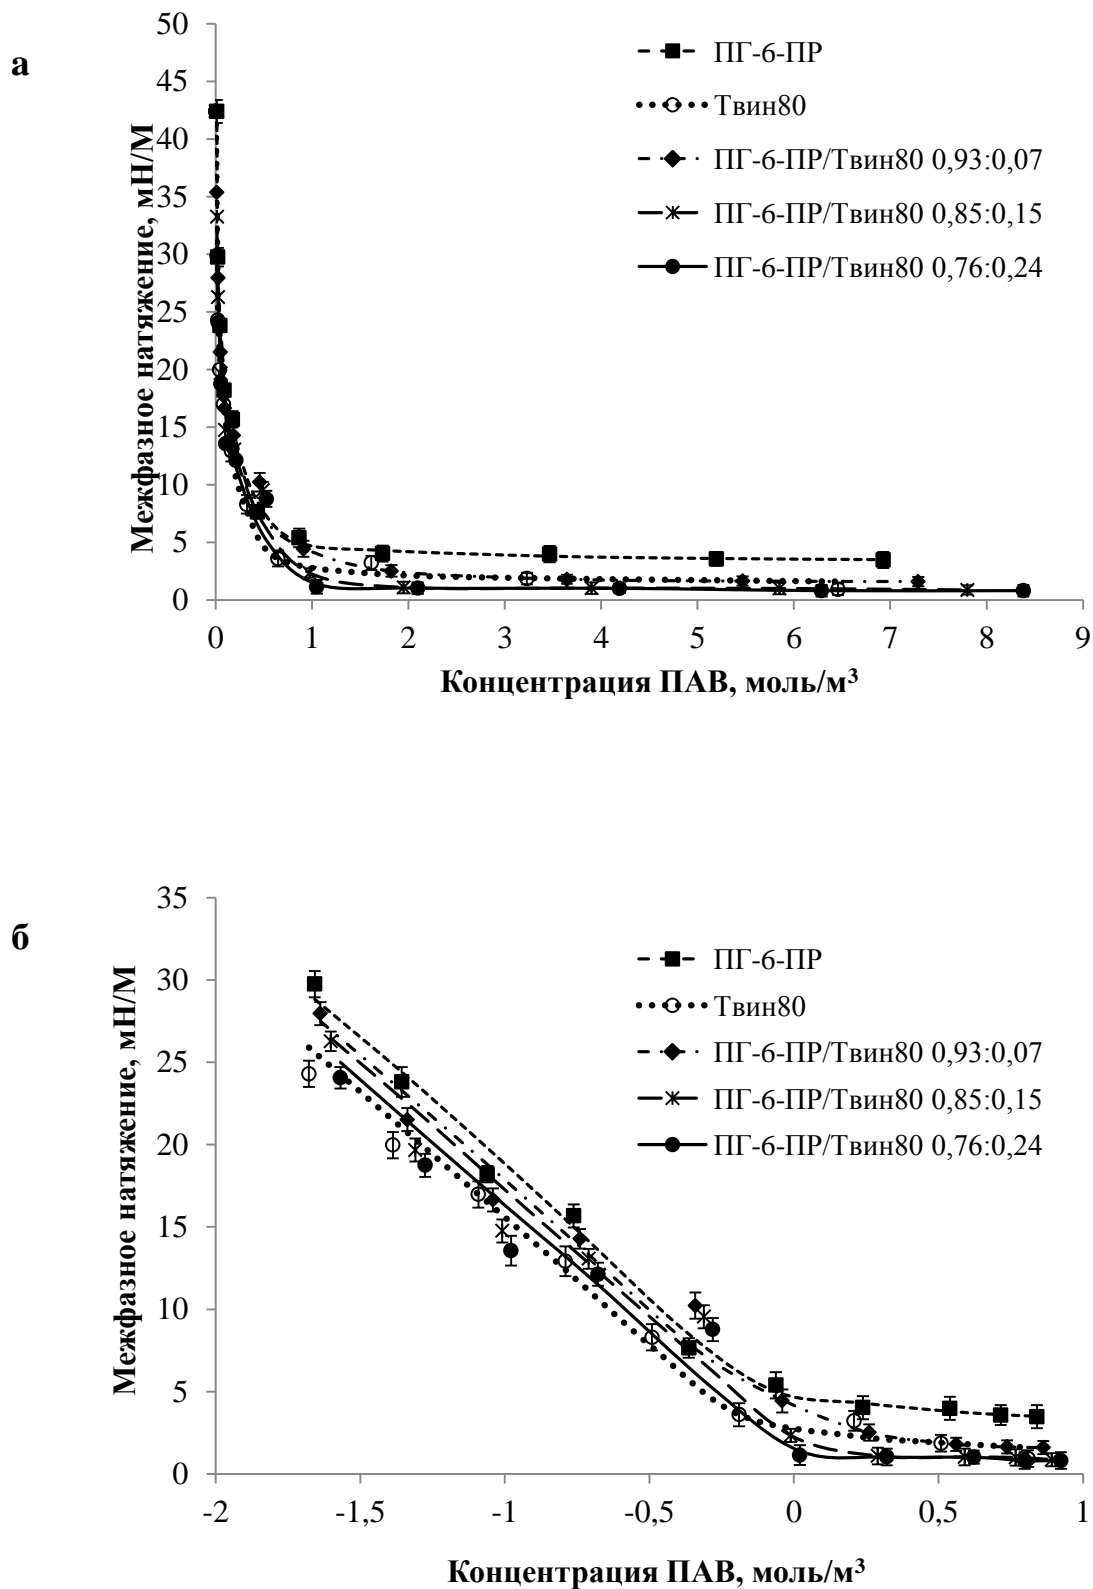 а
Межфазное натяжение, мН/М
50
45
40
35
30
25
20
15
10
5
0
0 1 2 3 4 5 6 7 8 9
Концентрация ПАВ, моль/м³
ПГ-6-ПР
Твин80
ПГ-6-ПР/Твин80 0,93:0,07
ПГ-6-ПР/Твин80 0,85:0,15
ПГ-6-ПР/Твин80 0,76:0,24
б
Межфазное натяжение, мН/М
35
30
25
20
15
10
5
0
-2 -1,5 -1 -0,5 0 0,5 1
Концентрация ПАВ, моль/м³
ПГ-6-ПР
Твин80
ПГ-6-ПР/Твин80 0,93:0,07
ПГ-6-ПР/Твин80 0,85:0,15
ПГ-6-ПР/Твин80 0,76:0,24